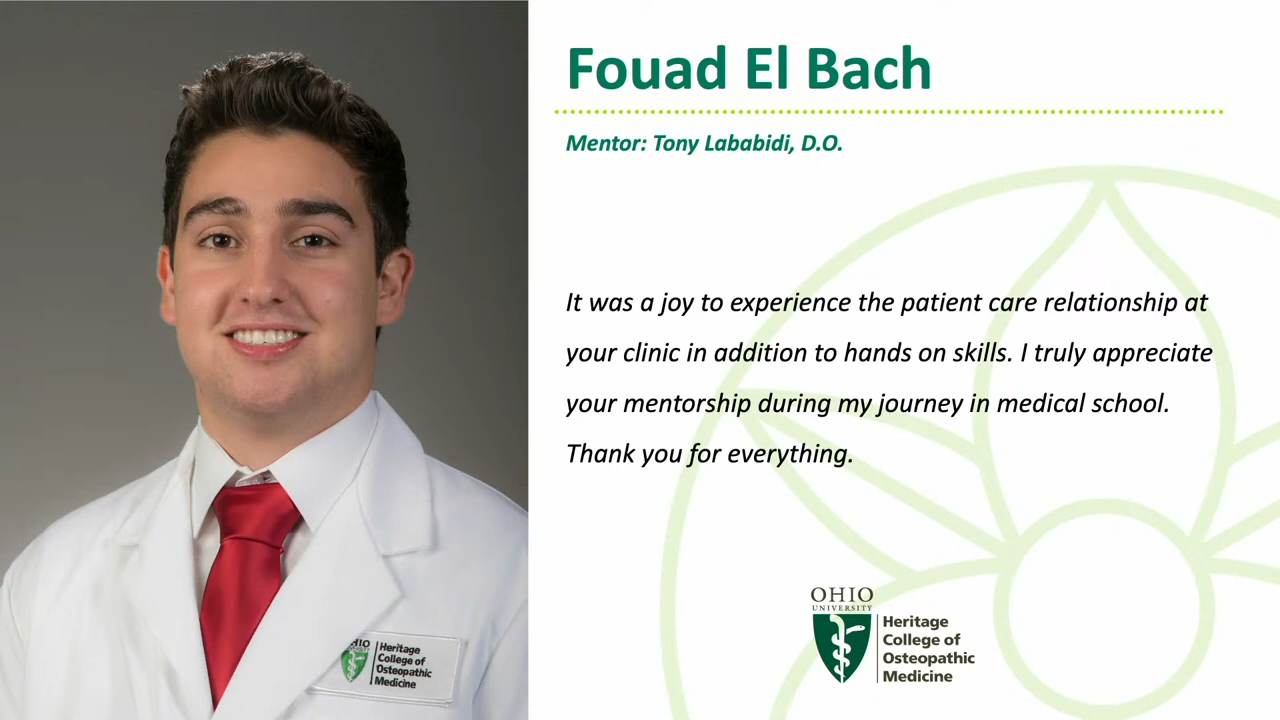 Fouad El Bach
Mentor: Tony Lababidi, D.O.
It was a joy to experience the patient care relationship at
your clinic in addition to hands on skills. I truly appreciate
your mentorship during my journey in medical school.
Thank you for everything.
OHIO
UNIVERSITY
Heritage
College of
Osteopathic
Medicine
HIO
Heritage
College of
Osteopathic
Medicine